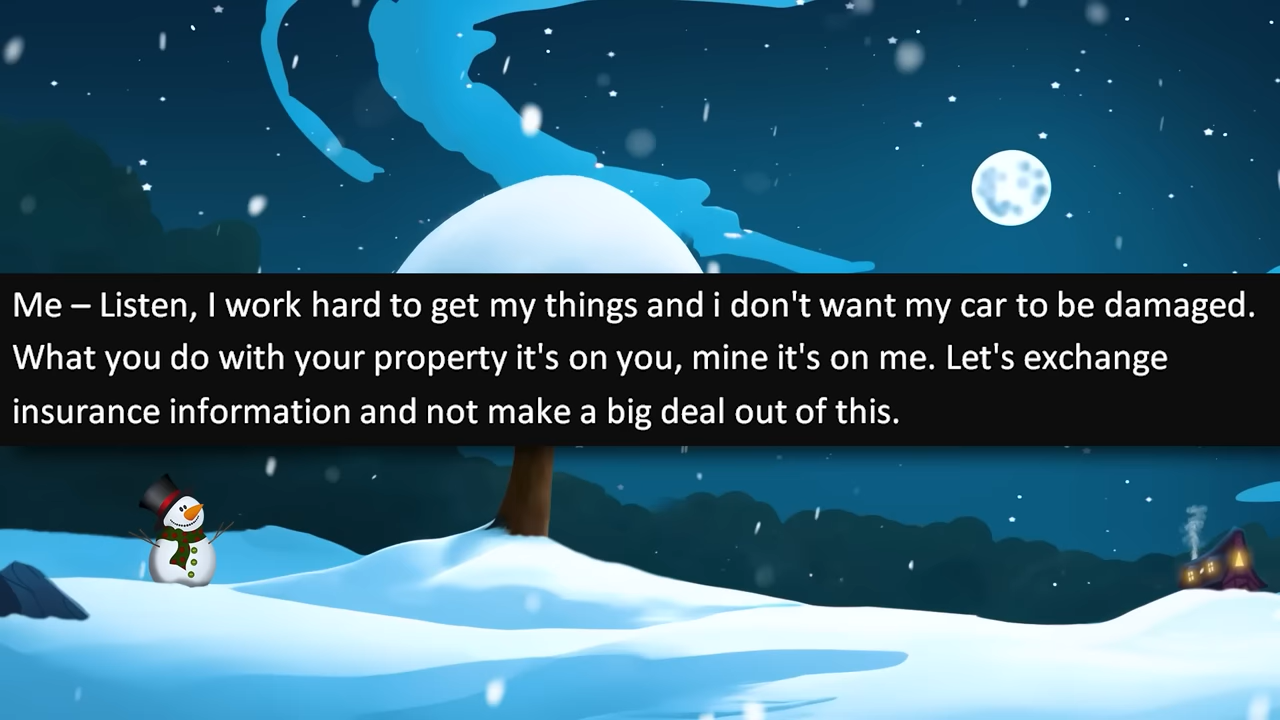 Me – Listen, I work hard to get my things and i don't want my car to be damaged.
What you do with your property it's on you, mine it's on me. Let's exchange
insurance information and not make a big deal out of this.